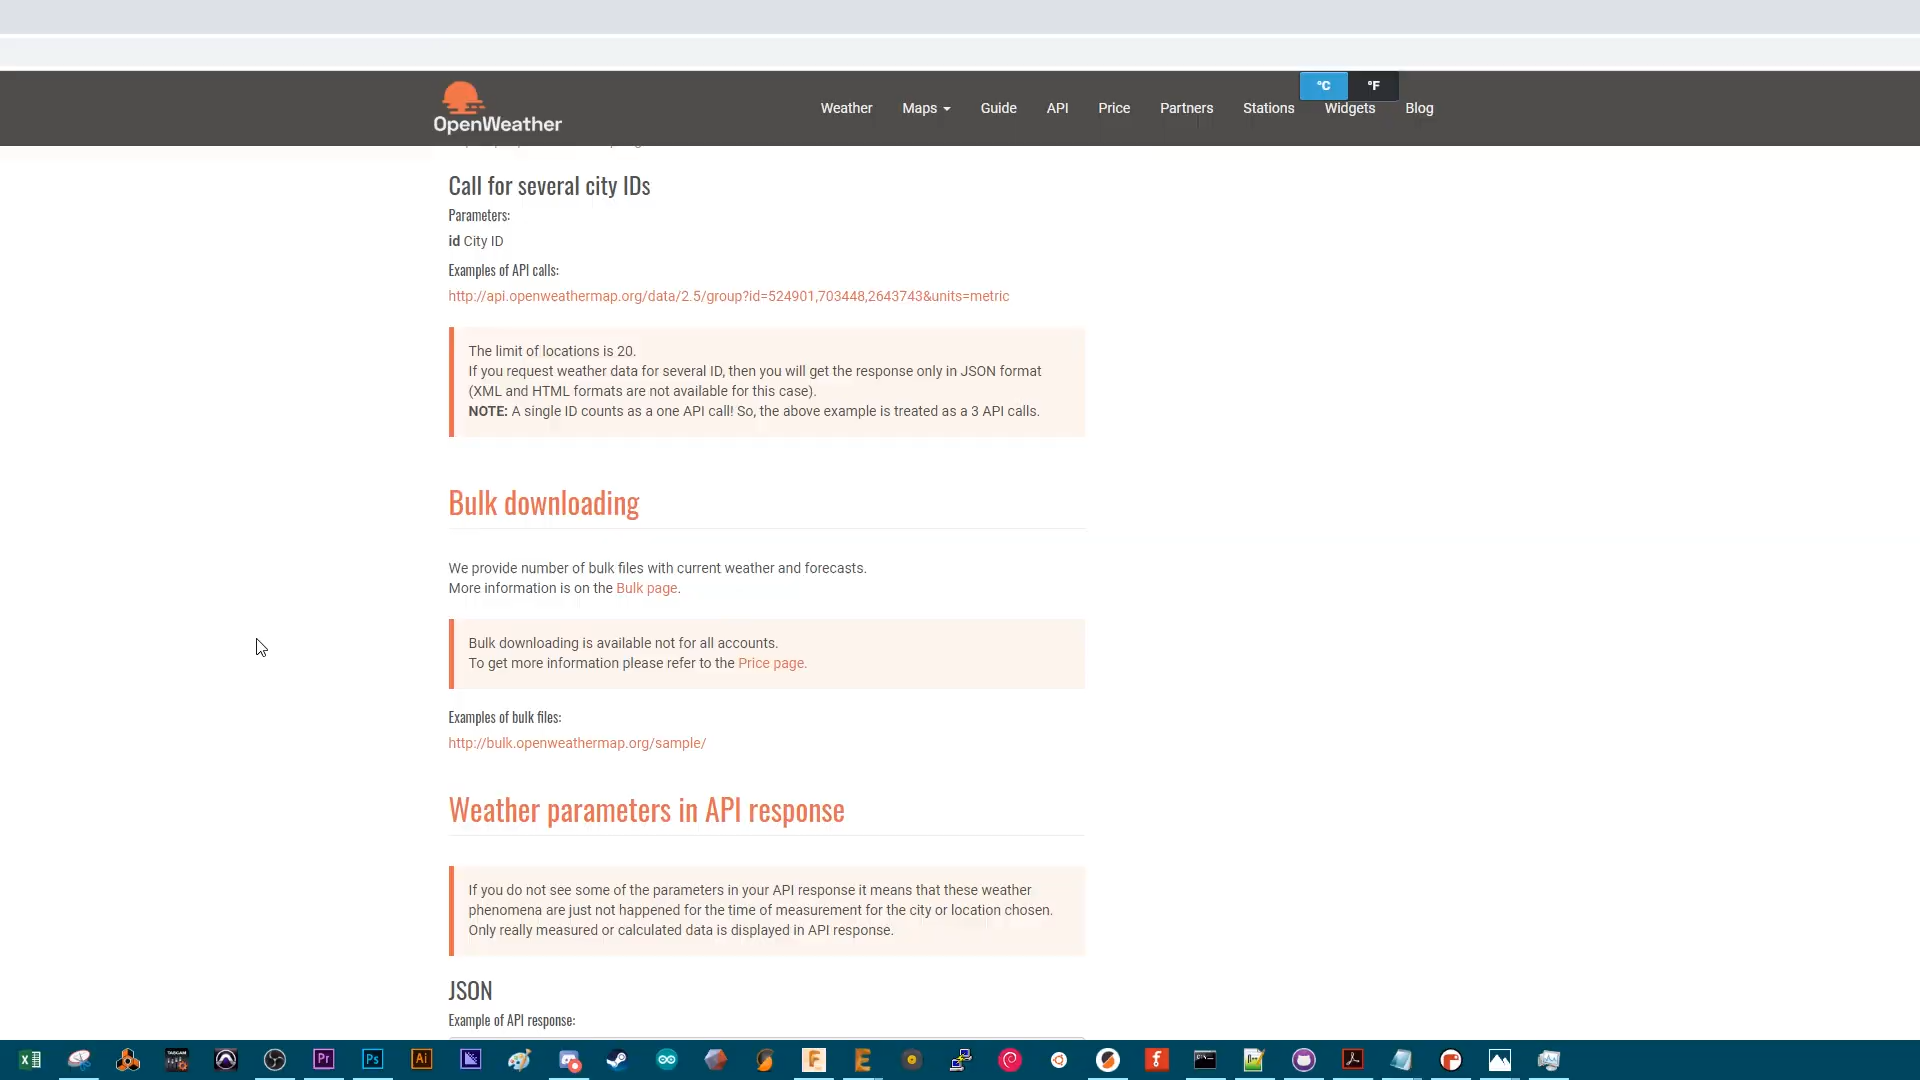 °C °F
OpenWeather
Weather Maps Guide API Price Partners Stations Widgets Blog
Call for several city IDs
Parameters:
id City ID
Examples of API calls:
http://api.openweathermap.org/data/2.5/group?id=524901,703448,2643743&units=metric
The limit of locations is 20.
If you request weather data for several ID, then you will get the response only in JSON format
(XML and HTML formats are not available for this case).
NOTE: A single ID counts as a one API call! So, the above example is treated as a 3 API calls.
Bulk downloading
We provide number of bulk files with current weather and forecasts.
More information is on the Bulk page.
Bulk downloading is available not for all accounts.
To get more information please refer to the Price page.
Examples of bulk files:
http://bulk.openweathermap.org/sample/
Weather parameters in API response
If you do not see some of the parameters in your API response it means that these weather
phenomena are just not happened for the time of measurement for the city or location chosen.
Only really measured or calculated data is displayed in API response.
JSON
Example of API response:
TASCAM Pr Ps Ai